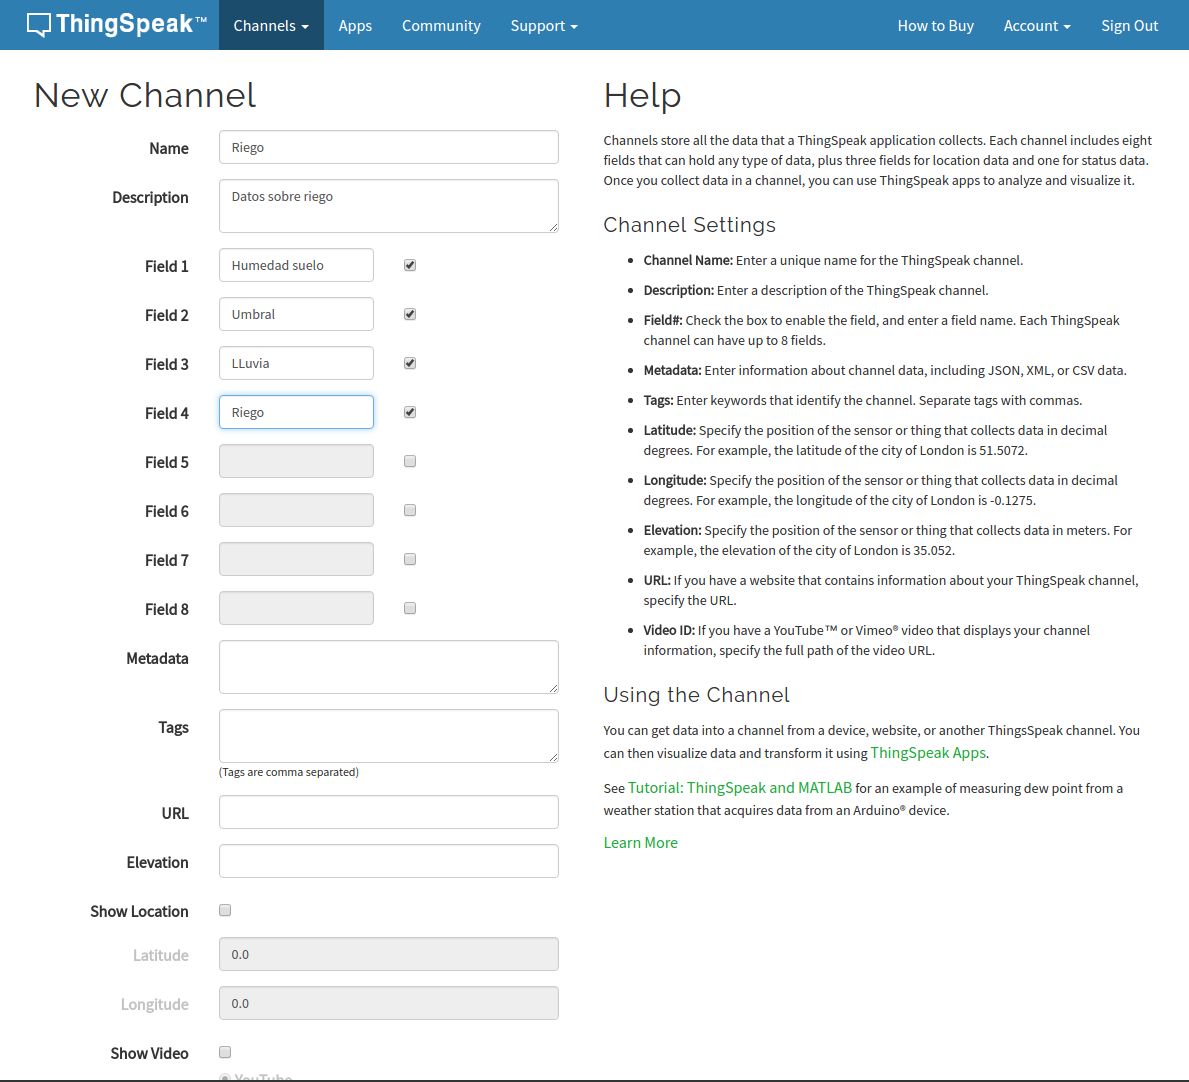 ThingSpeak™ Channels Apps Community Support How to Buy Account Sign Out
New Channel
Name Riego
Description Datos sobre riego
Field 1 Humedad suelo
Field 2 Umbral
Field 3 LLuvia
Field 4 Riego
Field 5
Field 6
Field 7
Field 8
Metadata
Tags
(Tags are comma separated)
URL
Elevation
Show Location
Latitude 0.0
Longitude 0.0
Show Video
YouTube
Help
Channels store all the data that a ThingSpeak application collects. Each channel includes eight
fields that can hold any type of data, plus three fields for location data and one for status data.
Once you collect data in a channel, you can use ThingSpeak apps to analyze and visualize it.
Channel Settings
• Channel Name: Enter a unique name for the ThingSpeak channel.
• Description: Enter a description of the ThingSpeak channel.
• Field#: Check the box to enable the field, and enter a field name. Each ThingSpeak
channel can have up to 8 fields.
• Metadata: Enter information about channel data, including JSON, XML, or CSV data.
• Tags: Enter keywords that identify the channel. Separate tags with commas.
• Latitude: Specify the position of the sensor or thing that collects data in decimal
degrees. For example, the latitude of the city of London is 51.5072.
• Longitude: Specify the position of the sensor or thing that collects data in decimal
degrees. For example, the longitude of the city of London is -0.1275.
• Elevation: Specify the position of the sensor or thing that collects data in meters. For
example, the elevation of the city of London is 35.052.
• URL: If you have a website that contains information about your ThingSpeak channel,
specify the URL.
• Video ID: If you have a YouTube™ or Vimeo® video that displays your channel
information, specify the full path of the video URL.
Using the Channel
You can get data into a channel from a device, website, or another ThingsSpeak channel. You
can then visualize data and transform it using ThingSpeak Apps.
See Tutorial: ThingSpeak and MATLAB for an example of measuring dew point from a
weather station that acquires data from an Arduino® device.
Learn More